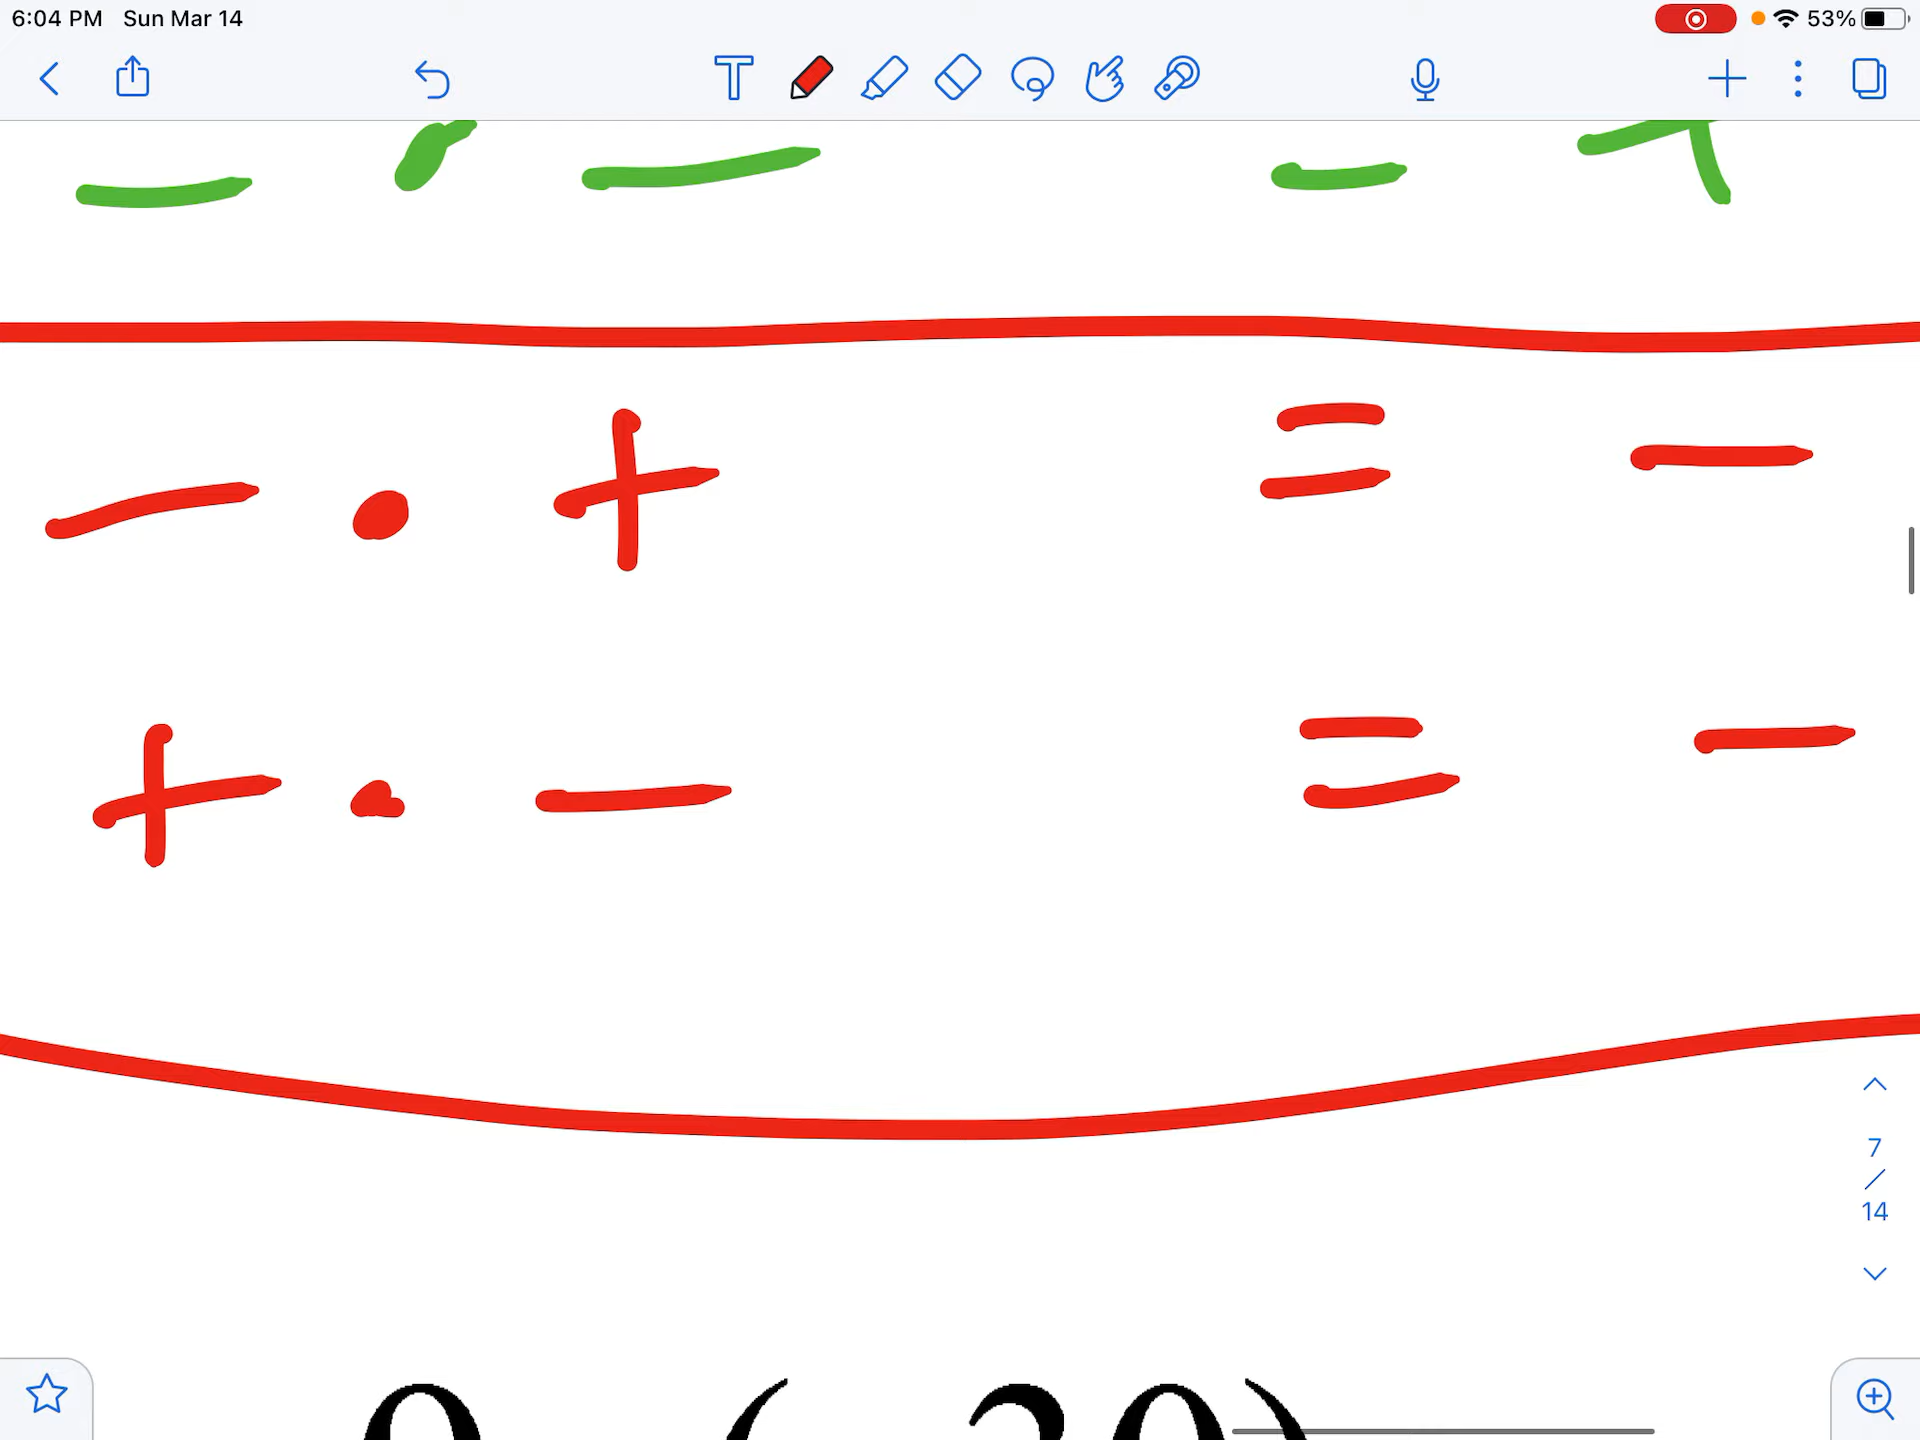 6:04 PM Sun Mar 14 53%
T
− · + = −
+ · − = −
7
/
14